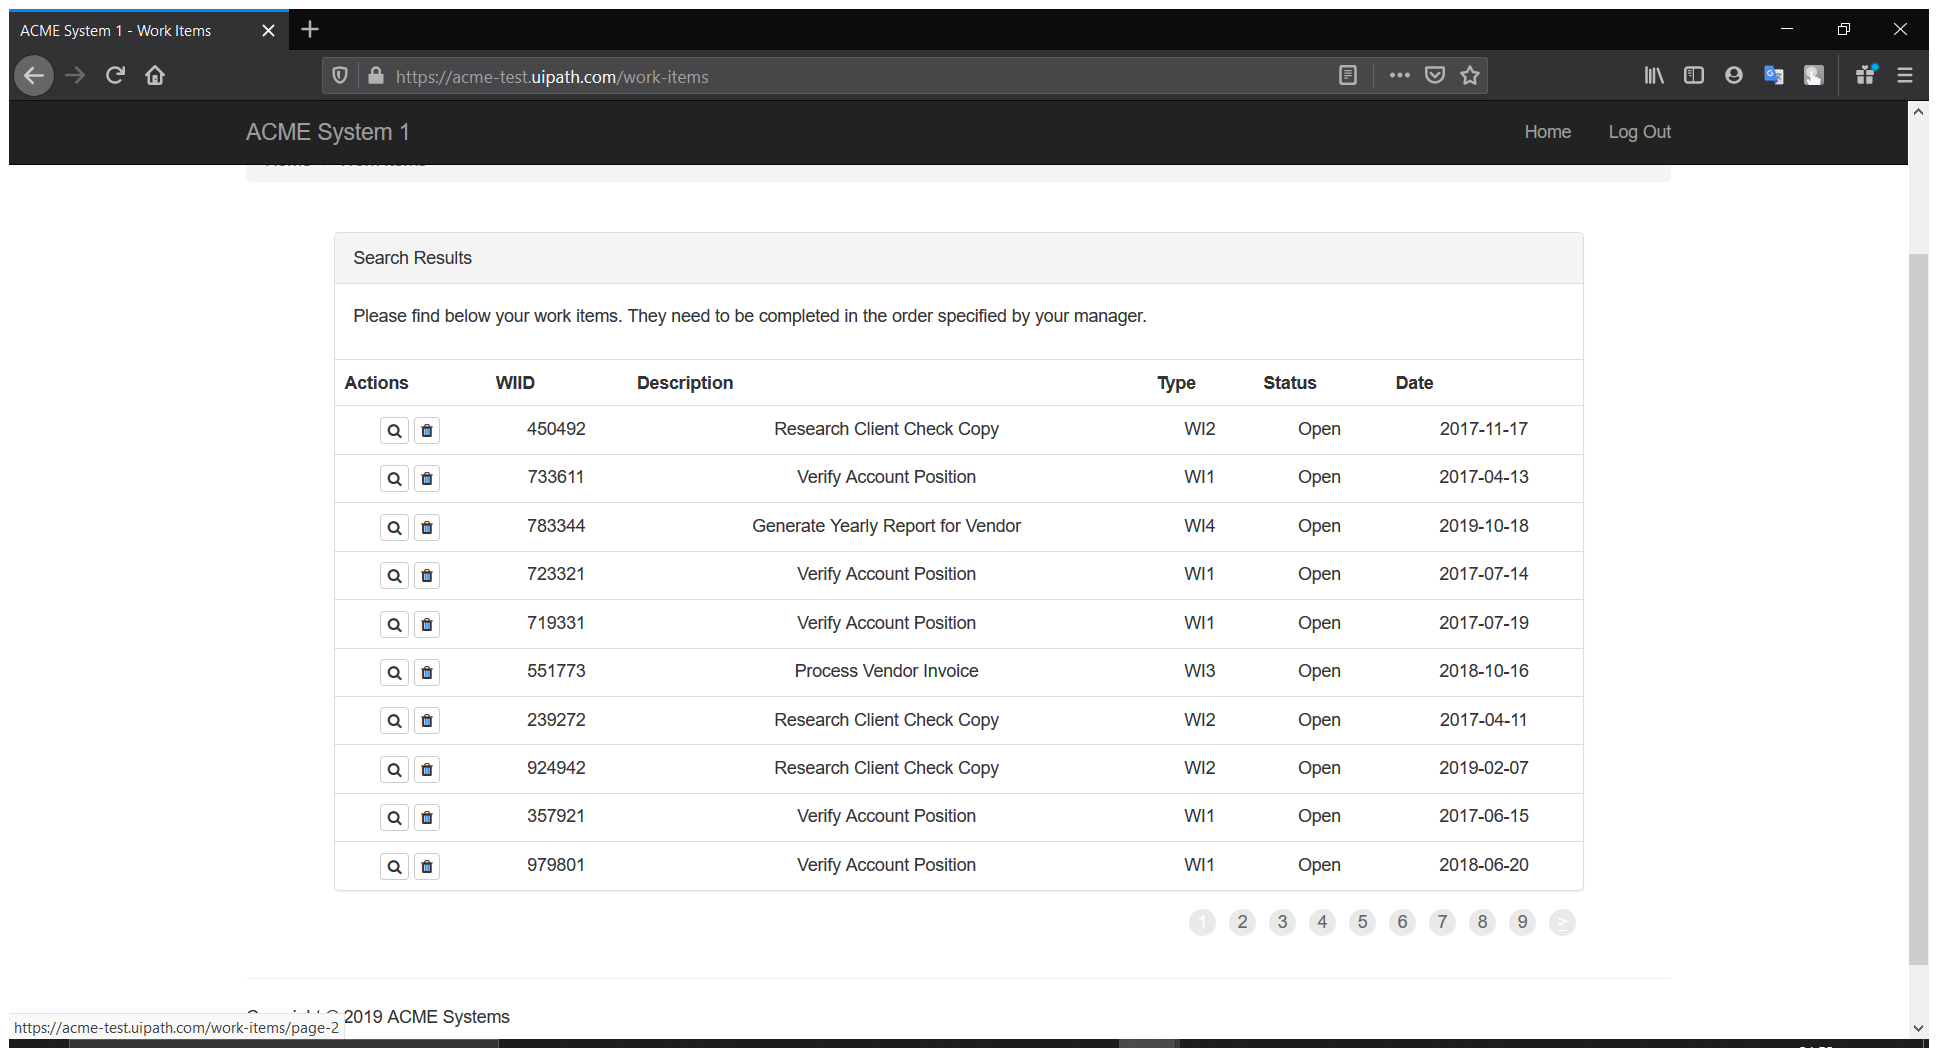 ACME System 1 - Work Items
https://acme-test.uipath.com/work-items
ACME System 1 Home Log Out
Search Results
Please find below your work items. They need to be completed in the order specified by your manager.
Actions WIID Description Type Status Date
450492 Research Client Check Copy WI2 Open 2017-11-17
733611 Verify Account Position WI1 Open 2017-04-13
783344 Generate Yearly Report for Vendor WI4 Open 2019-10-18
723321 Verify Account Position WI1 Open 2017-07-14
719331 Verify Account Position WI1 Open 2017-07-19
551773 Process Vendor Invoice WI3 Open 2018-10-16
239272 Research Client Check Copy WI2 Open 2017-04-11
924942 Research Client Check Copy WI2 Open 2019-02-07
357921 Verify Account Position WI1 Open 2017-06-15
979801 Verify Account Position WI1 Open 2018-06-20
1 2 3 4 5 6 7 8 9 >
2019 ACME Systems
https://acme-test.uipath.com/work-items/page-2